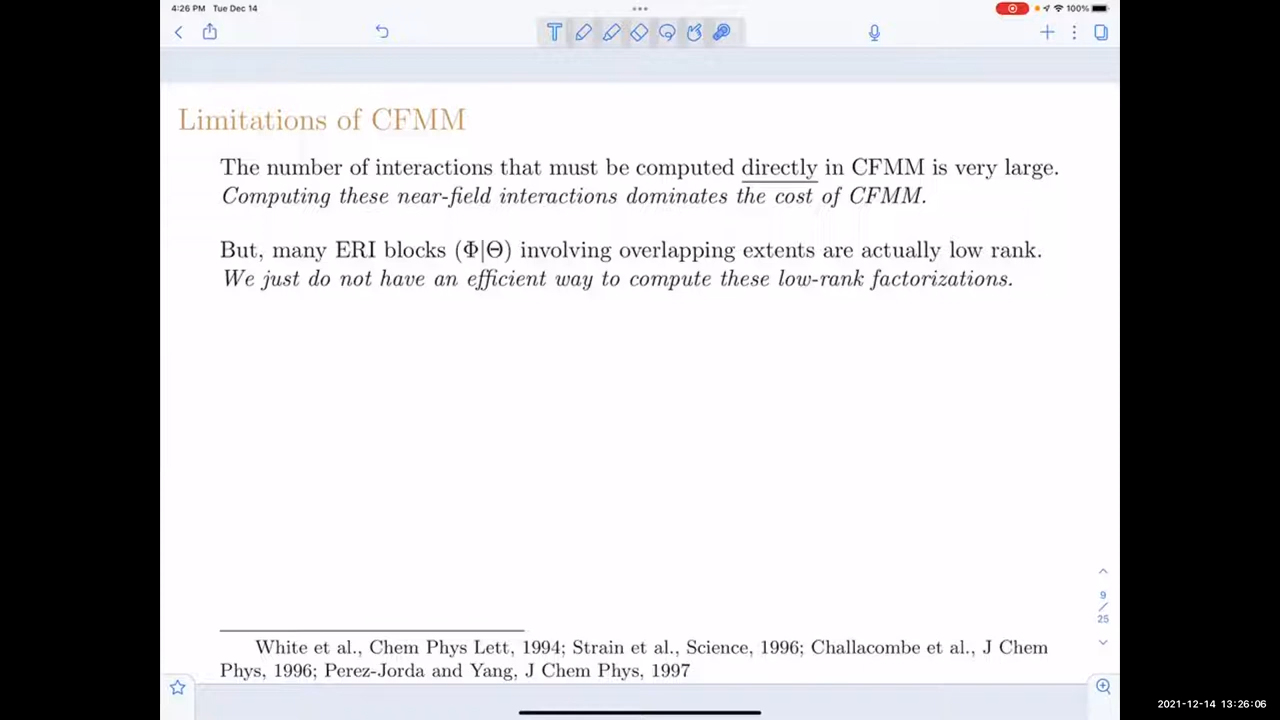 4:26 PM Tue Dec 14
100%
Limitations of CFMM
The number of interactions that must be computed directly in CFMM is very large.
Computing these near-field interactions dominates the cost of CFMM.
But, many ERI blocks (Φ|Θ) involving overlapping extents are actually low rank.
We just do not have an efficient way to compute these low-rank factorizations.
9
/
25
White et al., Chem Phys Lett, 1994; Strain et al., Science, 1996; Challacombe et al., J Chem
Phys, 1996; Perez-Jorda and Yang, J Chem Phys, 1997
2021-12-14 13:26:06